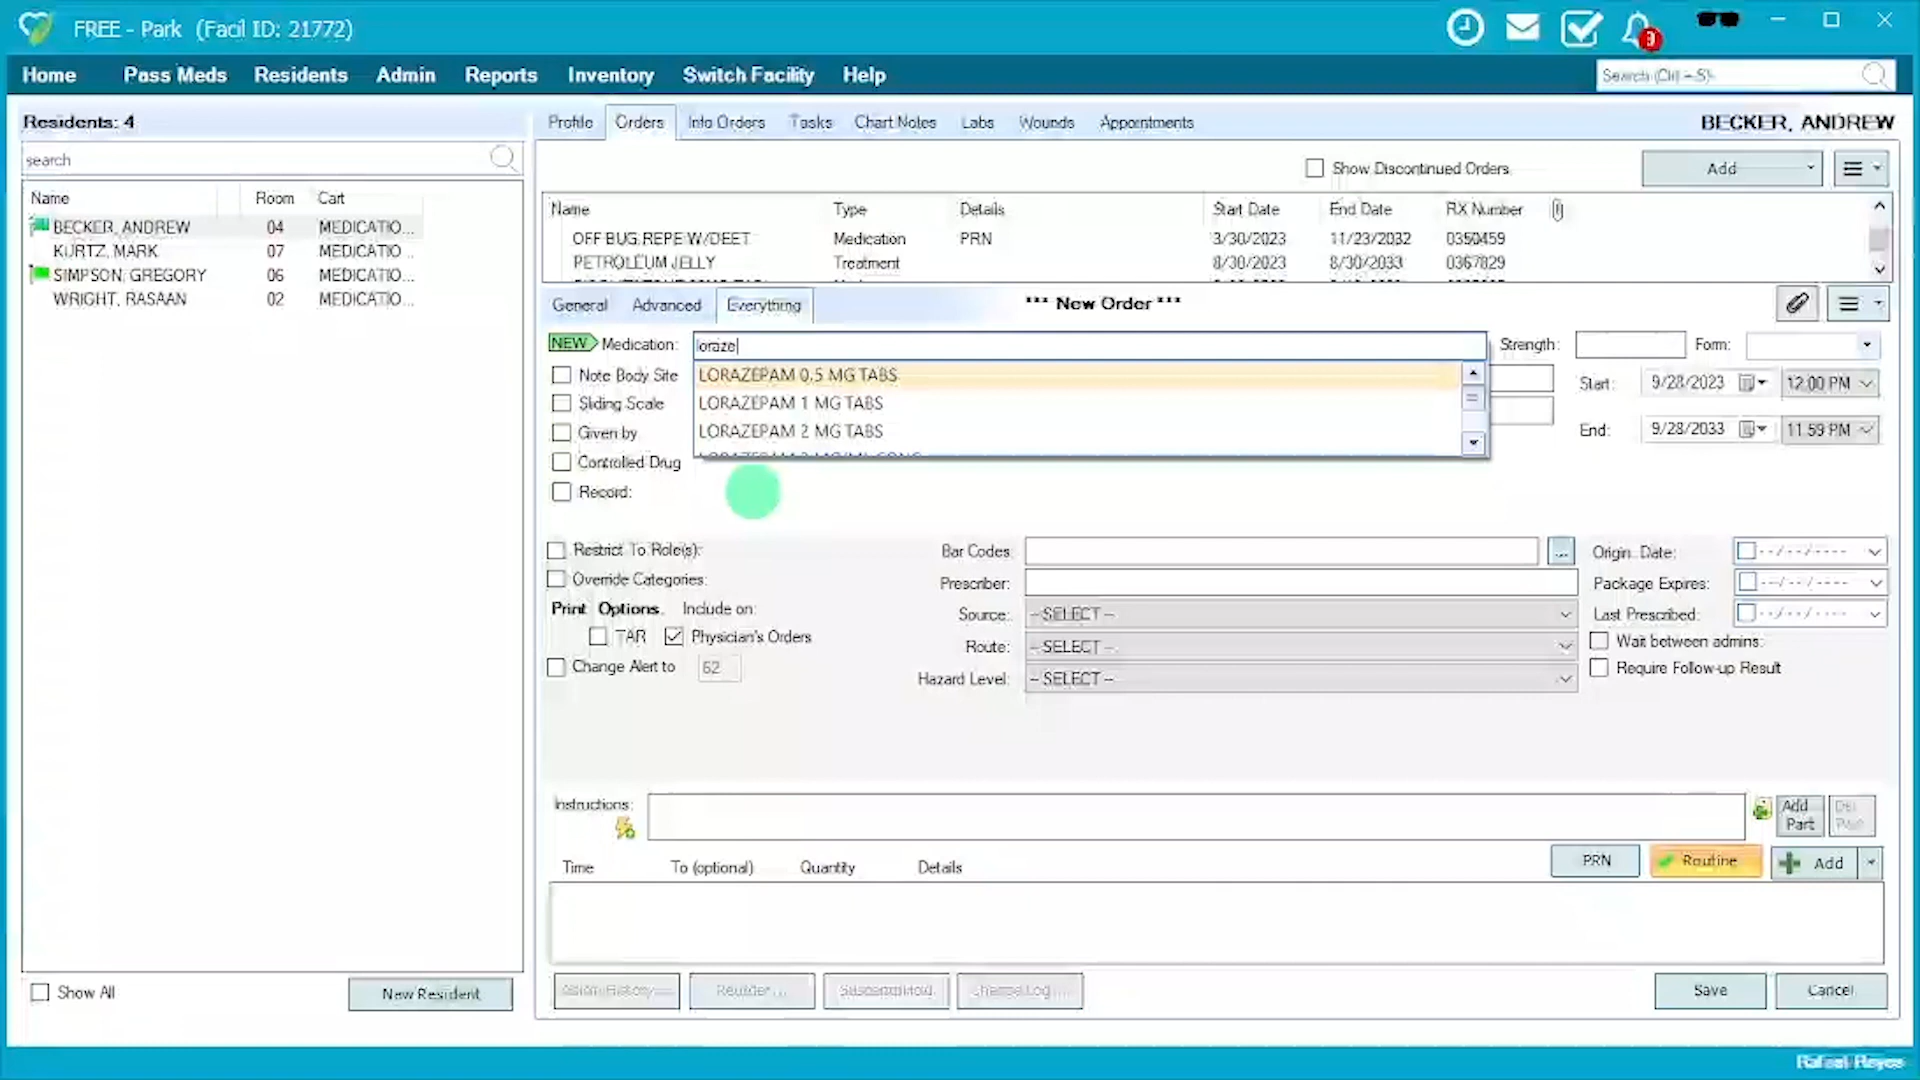 FREE - Park (Facil ID: 21772)
3
Home Pass Meds Residents Admin Reports Inventory Switch Facility Help
Search (Ctrl - S)
Residents: 4
Profile Orders Info Orders Tasks Chart Notes Labs Wounds Appointments
BECKER, ANDREW
search
Show Discontinued Orders
Add
Name Room Cart
BECKER, ANDREW 04 MEDICATIO...
KURTZ, MARK 07 MEDICATIO...
SIMPSON, GREGORY 06 MEDICATIO...
WRIGHT, RASAAN 02 MEDICATIO...
Name Type Details Start Date End Date RX Number
OFF BUG REPE W/DEET Medication PRN 3/30/2023 11/23/2032 0350459
PETROLEUM JELLY Treatment 8/30/2023 8/30/2033 0367829
General Advanced Everything
*** New Order ***
NEW Medication: loraze
Strength: Form:
LORAZEPAM 0.5 MG TABS
LORAZEPAM 1 MG TABS
LORAZEPAM 2 MG TABS
Note Body Site
Sliding Scale
Given by
Controlled Drug
Record:
Start: 9/28/2023 12:00 PM
End: 9/28/2033 11:59 PM
Restrict To Role(s):
Override Categories:
Print Options. Include on:
TAR Physician's Orders
Change Alert to 62
Bar Codes: ...
Prescriber:
Source: -- SELECT --
Route: -- SELECT --
Hazard Level: -- SELECT --
Origin. Date: --/--/----
Package Expires: --/--/----
Last Prescribed: --/--/----
Wait between admins:
Require Follow-up Result
Instructions:
Add Part
Time To (optional) Quantity Details
PRN Routine Add
Show All
New Resident
Reorder...
Save Cancel
Rafael Reyes